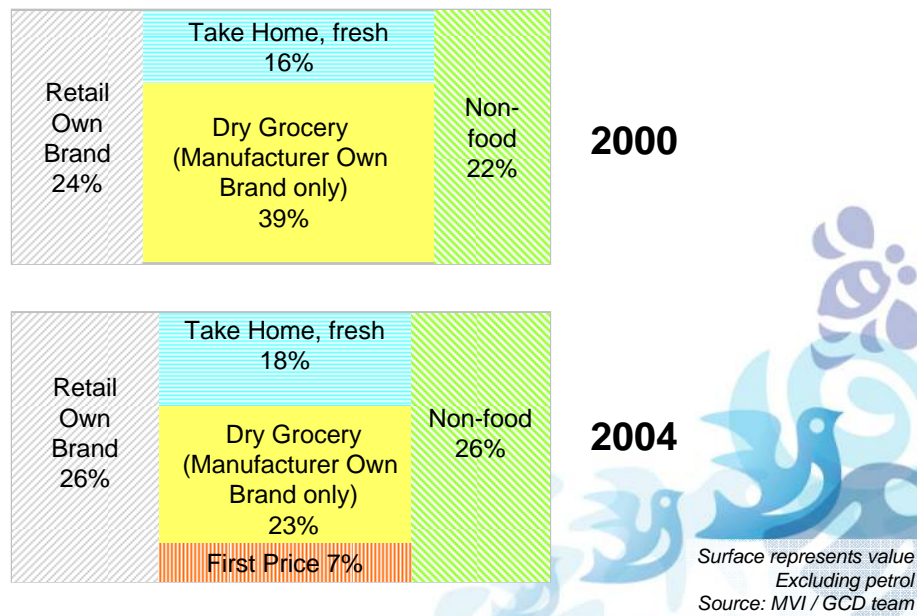 Take Home, fresh
16%
Retail
Own
Brand
24%
Dry Grocery
(Manufacturer Own
Brand only)
39%
Non-
food
22%
2000
Take Home, fresh
18%
Retail
Own
Brand
26%
Dry Grocery
(Manufacturer Own
Brand only)
23%
First Price 7%
Non-food
26%
2004
Surface represents value
Excluding petrol
Source: MVI / GCD team